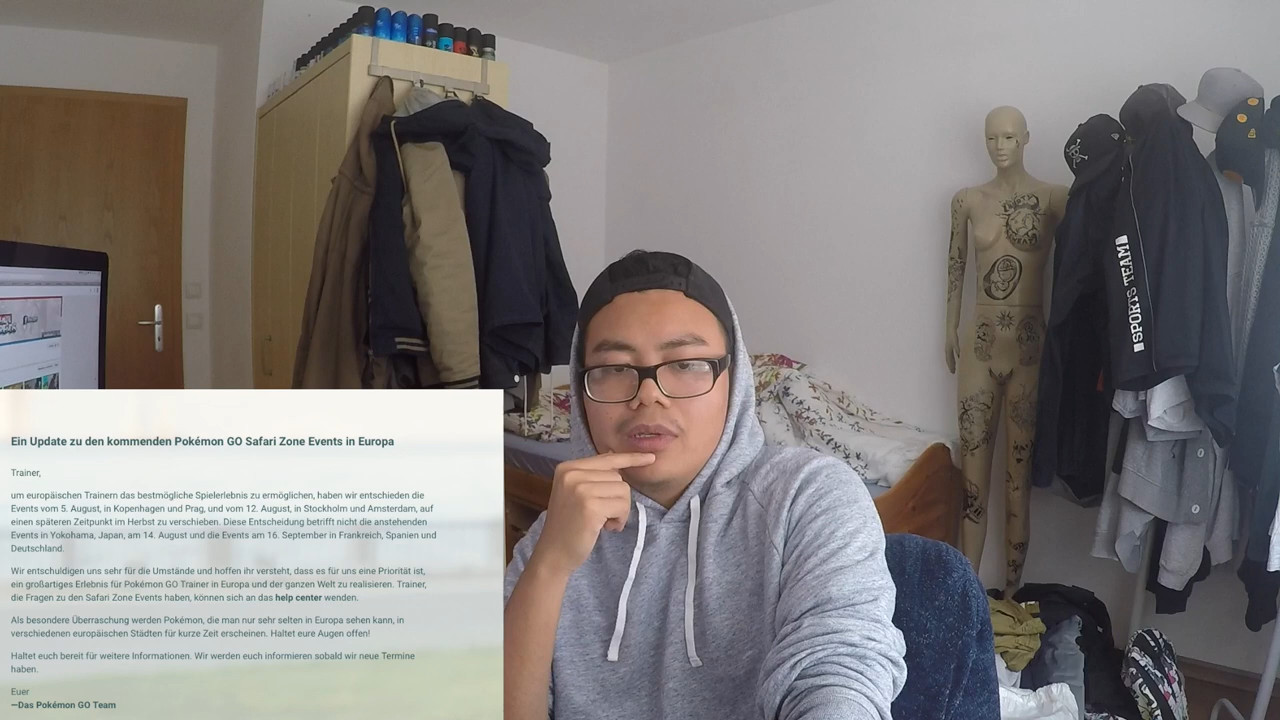 SPORTS TEAM
Ein Update zu den kommenden Pokémon GO Safari Zone Events in Europa
Trainer,
um europäischen Trainern das bestmögliche Spielerlebnis zu ermöglichen, haben wir entschieden die
Events vom 5. August, in Kopenhagen und Prag, und vom 12. August, in Stockholm und Amsterdam, auf
einen späteren Zeitpunkt im Herbst zu verschieben. Diese Entscheidung betrifft nicht die anstehenden
Events in Yokohama, Japan, am 14. August und die Events am 16. September in Frankreich, Spanien und
Deutschland.
Wir entschuldigen uns sehr für die Umstände und hoffen ihr versteht, dass es für uns eine Priorität ist,
ein großartiges Erlebnis für Pokémon GO Trainer in Europa und der ganzen Welt zu realisieren. Trainer,
die Fragen zu den Safari Zone Events haben, können sich an das help center wenden.
Als besondere Überraschung werden Pokémon, die man nur sehr selten in Europa sehen kann, in
verschiedenen europäischen Städten für kurze Zeit erscheinen. Haltet eure Augen offen!
Haltet euch bereit für weitere Informationen. Wir werden euch informieren sobald wir neue Termine
haben.
Euer
—Das Pokémon GO Team